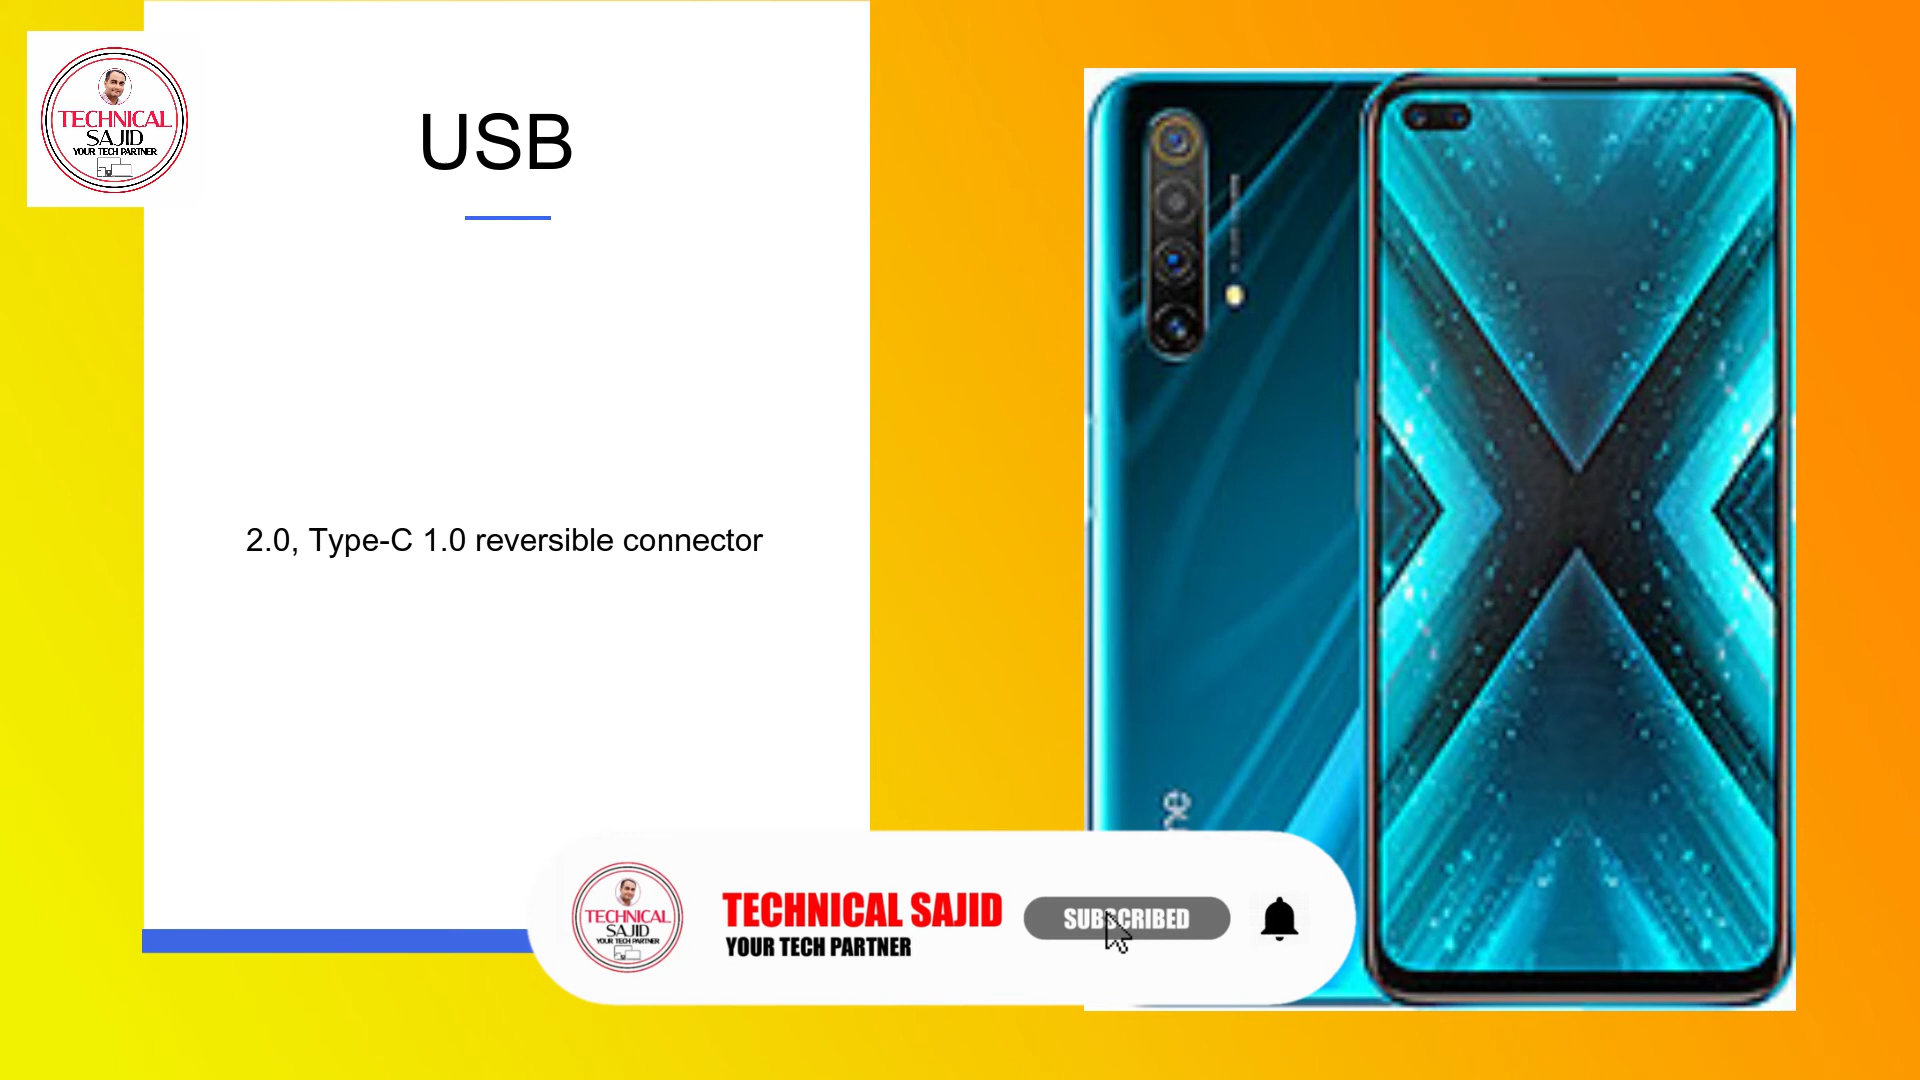 TECHNICAL
SAJID
YOUR TECH PARTNER
USB
2.0, Type-C 1.0 reversible connector
TECHNICAL
SAJID
YOUR TECH PARTNER
TECHNICAL SAJID
YOUR TECH PARTNER
SUBSCRIBED